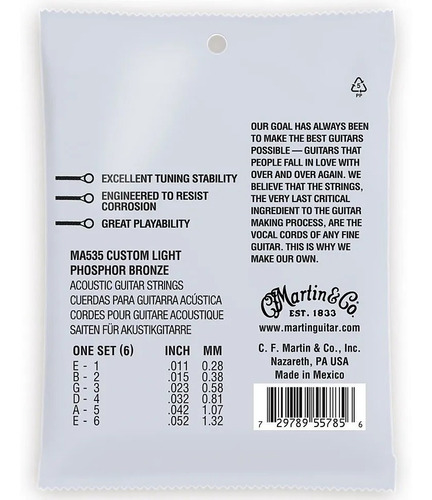 5
PP
OUR GOAL HAS ALWAYS BEEN
TO MAKE THE BEST GUITARS
POSSIBLE — GUITARS THAT
PEOPLE FALL IN LOVE WITH
OVER AND OVER AGAIN. WE
BELIEVE THAT THE STRINGS,
THE VERY LAST CRITICAL
INGREDIENT TO THE GUITAR
MAKING PROCESS, ARE THE
VOCAL CORDS OF ANY FINE
GUITAR. THIS IS WHY WE
MAKE OUR OWN.
EXCELLENT TUNING STABILITY
ENGINEERED TO RESIST
CORROSION
GREAT PLAYABILITY
MA535 CUSTOM LIGHT
PHOSPHOR BRONZE
ACOUSTIC GUITAR STRINGS
CUERDAS PARA GUITARRA ACÚSTICA
CORDES POUR GUITARE ACOUSTIQUE
SAITEN FÜR AKUSTIKGITARRE
ONE SET (6) INCH MM
E - 1 .011 0.28
B - 2 .015 0.38
G - 3 .023 0.58
D - 4 .032 0.81
A - 5 .042 1.07
E - 6 .052 1.32
Martin & Co.
EST. 1833
www.martinguitar.com
C. F. Martin & Co., Inc.
Nazareth, PA USA
Made in Mexico
7 29789 55785 6